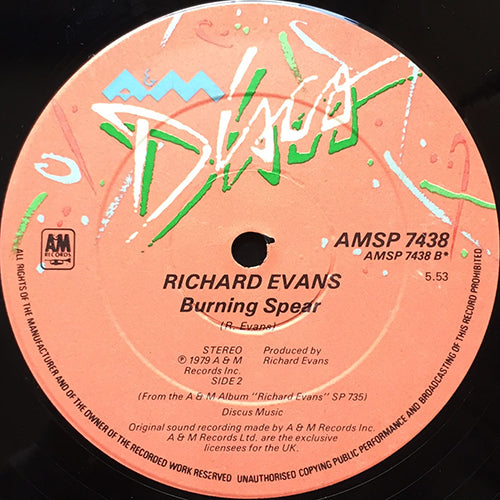 A&M
Disco
A&M
RECORDS
AMSP 7438
AMSP 7438 B*
5.53
RICHARD EVANS
Burning Spear
(R. Evans)
STEREO
℗ 1979 A & M
Records Inc.
SIDE 2
Produced by
Richard Evans
(From the A & M Album "Richard Evans" SP 735)
Discus Music
Original sound recording made by A & M Records Inc.
A & M Records Ltd. are the exclusive
licensees for the UK.
ALL RIGHTS OF THE MANUFACTURER AND OF THE OWNER OF THE RECORDED WORK RESERVED UNAUTHORISED COPYING PUBLIC PERFORMANCE AND BROADCASTING OF THIS RECORD PROHIBITED